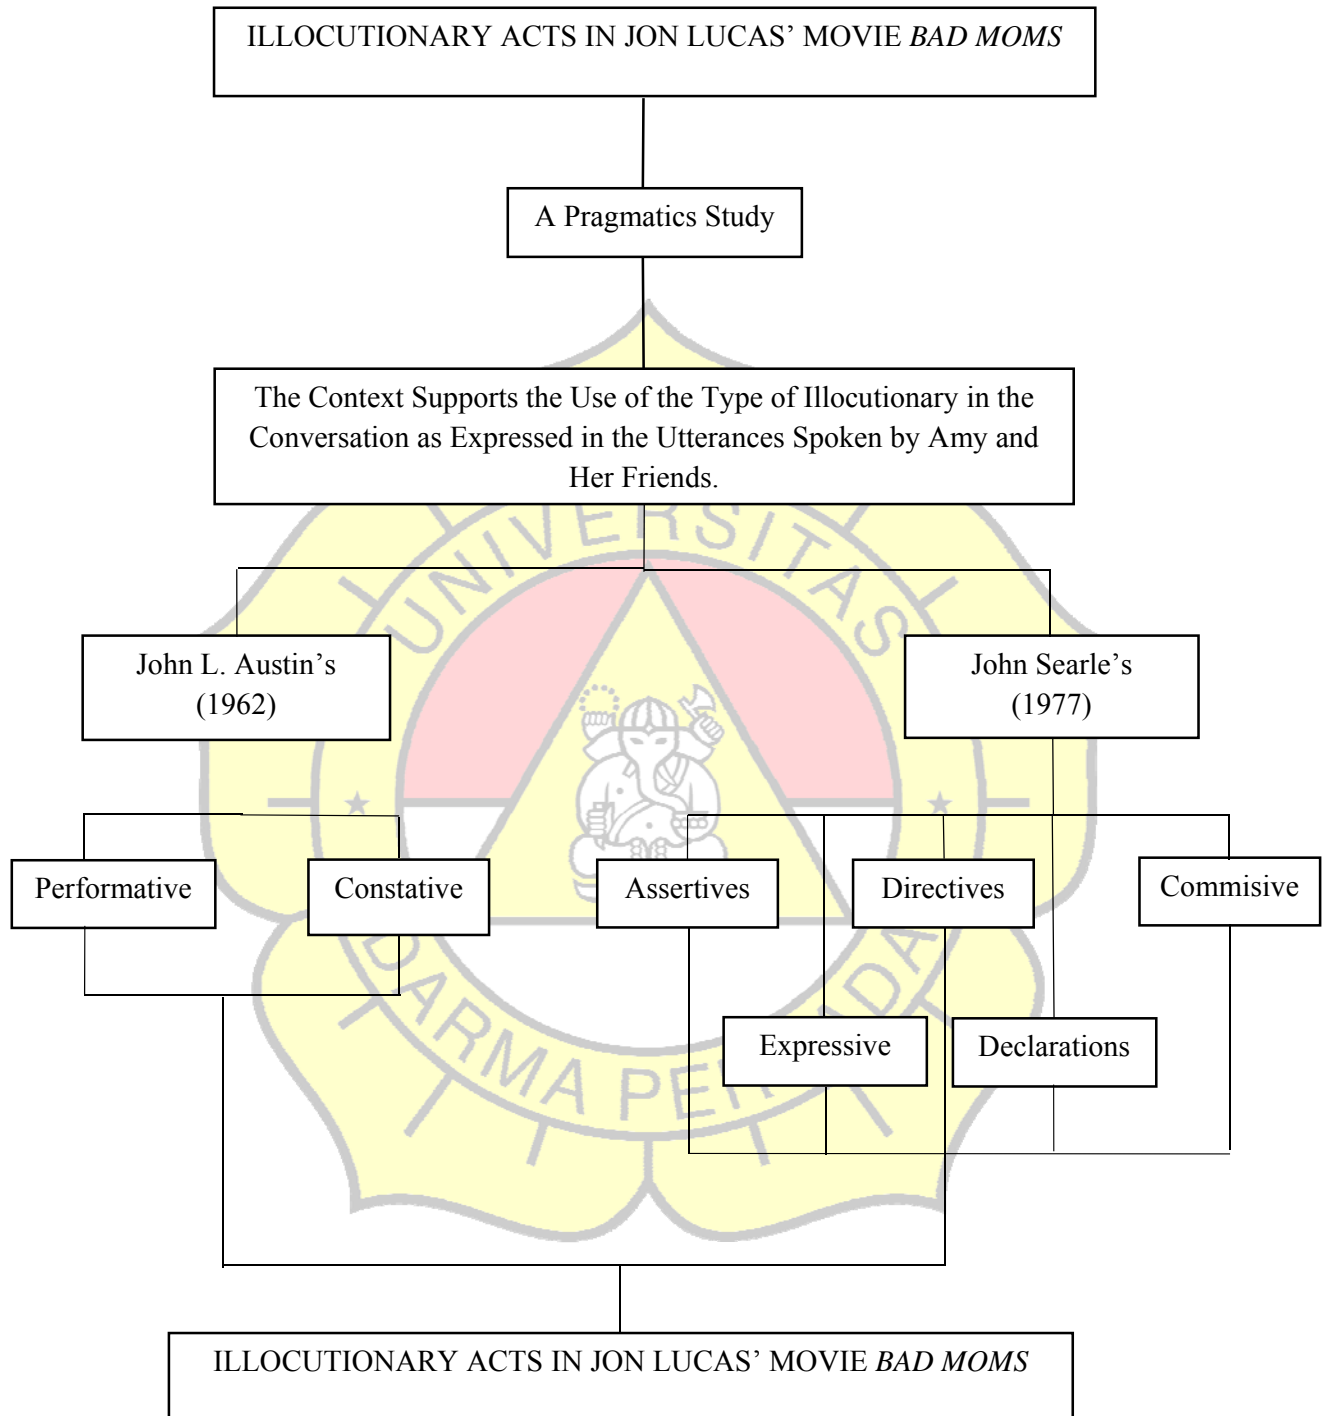 ILLOCUTIONARY ACTS IN JON LUCAS’ MOVIE BAD MOMS
A Pragmatics Study
The Context Supports the Use of the Type of Illocutionary in the
Conversation as Expressed in the Utterances Spoken by Amy and
Her Friends.
UNIVERSITAS
John L. Austin’s
(1962)
John Searle’s
(1977)
Performative
Constative
Assertives
Directives
Commisive
Expressive
Declarations
DARMA
ILLOCUTIONARY ACTS IN JON LUCAS’ MOVIE BAD MOMS